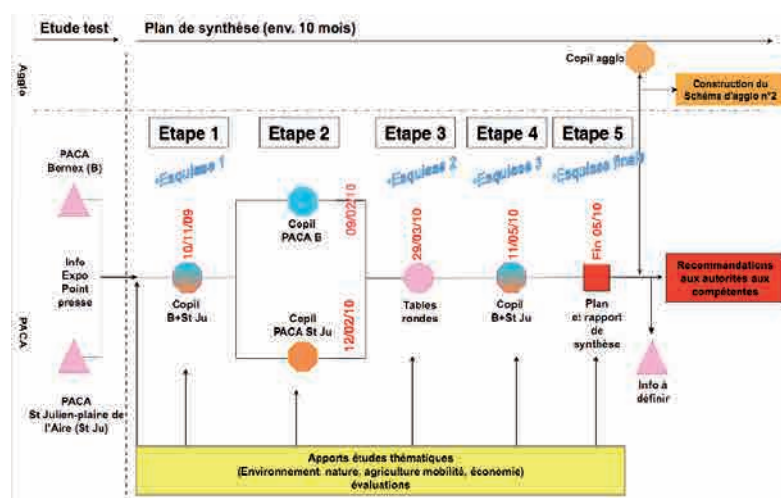 Etude test
Plan de synthèse (env. 10 mois)
Agglo
Copil agglo
Construction du
Schéma d'agglo n°2
Etape 1
Etape 2
Etape 3
Etape 4
Etape 5
•Esquisse 1
•Esquisse 2
•Esquisse 3
•Esquisse finale
PACA
Bernex (B)
10/11/09
Copil
PACA B
09/02/10
29/03/10
11/05/10
Fin 05/10
Info
Expo
Point
presse
Copil
B+St Ju
Copil
PACA St Ju
12/02/10
Tables
rondes
Copil
B+St Ju
Plan
et rapport
de
synthèse
Recommendations
aux autorités aux
compétentes
PACA
PACA
St Julien-plaire de
l'Aire (St Ju)
Info à
définir
Apports études thématiques
(Environnement: nature, agriculture mobilité, économie)
évaluations